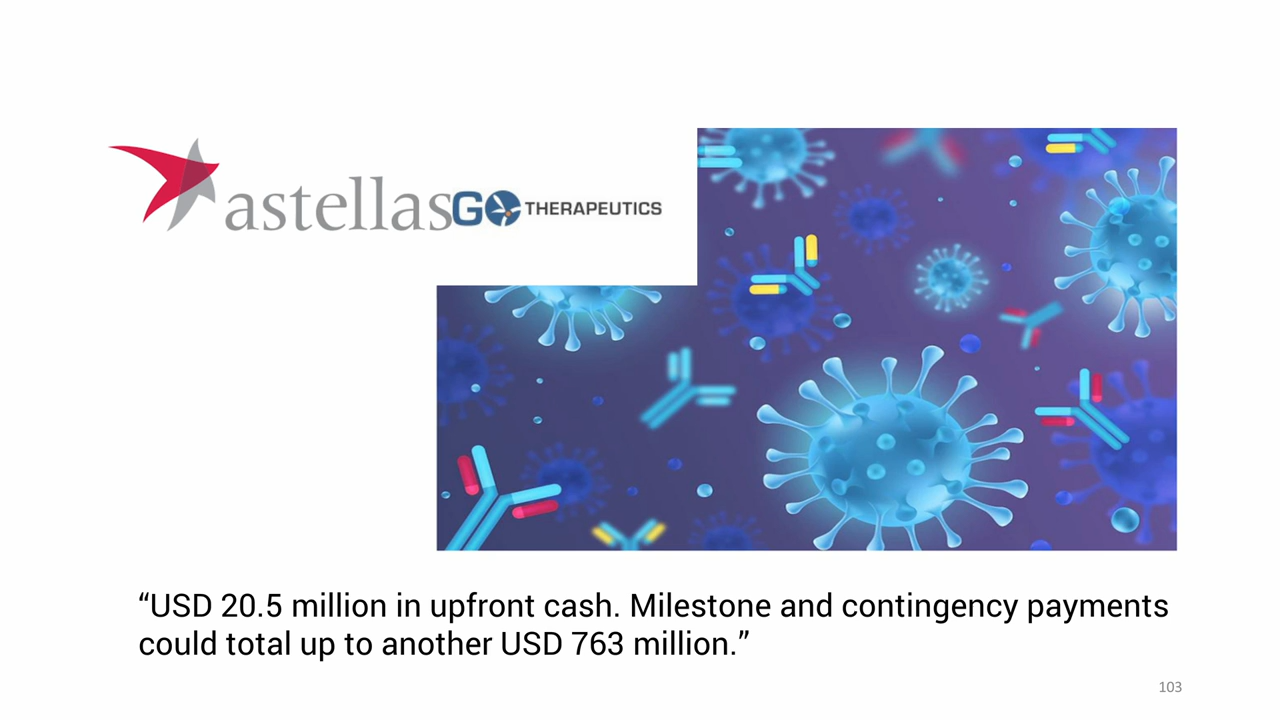 astellas GO THERAPEUTICS
“USD 20.5 million in upfront cash. Milestone and contingency payments
could total up to another USD 763 million.”
103